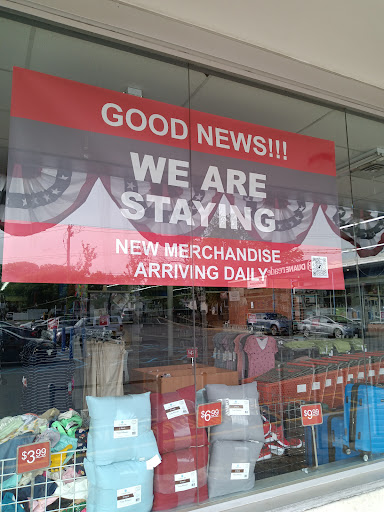 GOOD NEWS!!!
WE ARE
STAYING
NEW MERCHANDISE
ARRIVING DAILY
$3.99
$6.99
$9.99